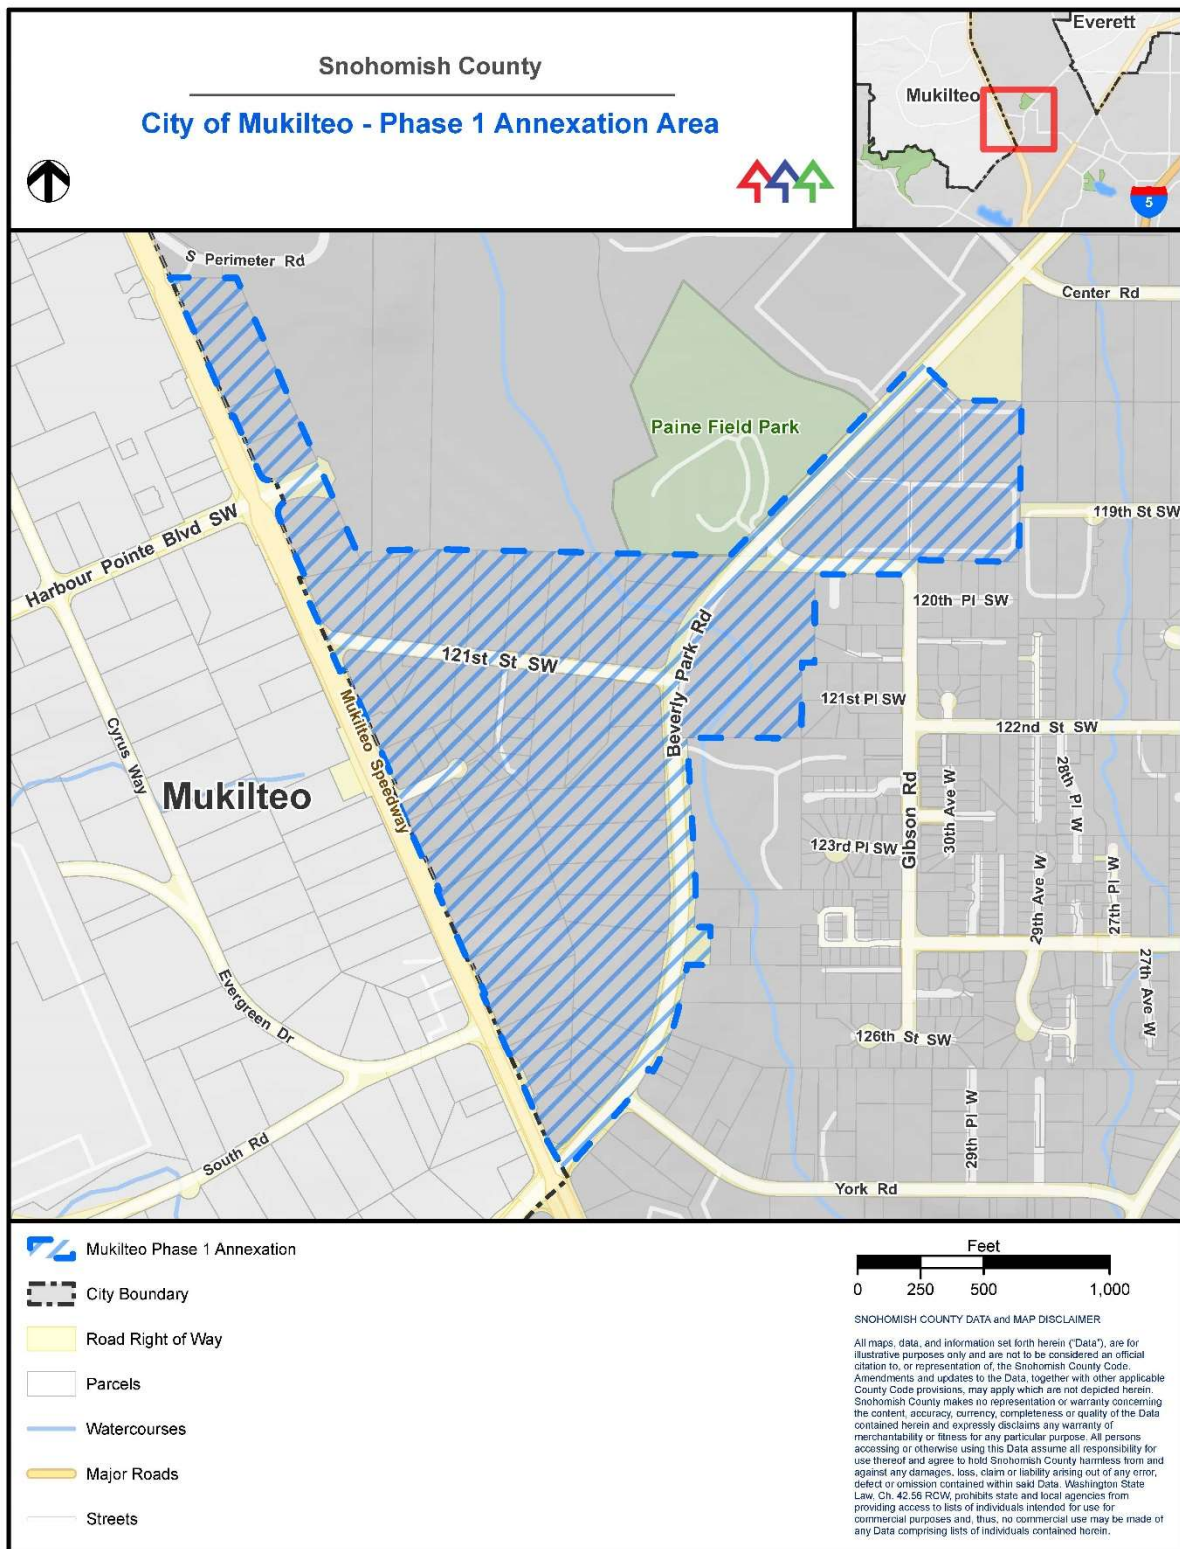 Snohomish County
City of Mukilteo - Phase 1 Annexation Area
Everett
Mukilteo
5
S Perimeter Rd
Center Rd
Paine Field Park
Harbour Pointe Blvd SW
119th St SW
120th Pl SW
121st St SW
Beverly Park Rd
121st Pl SW
122nd St SW
Mukilteo Speedway
Cyrus Way
Mukilteo
28th Pl W
30th Ave W
Gibson Rd
123rd Pl SW
29th Ave W
27th Pl W
27th Ave W
Evergreen Dr
126th St SW
29th Pl W
South Rd
York Rd
Mukilteo Phase 1 Annexation
City Boundary
Road Right of Way
Parcels
Watercourses
Major Roads
Streets
Feet
0 250 500 1,000
SNOHOMISH COUNTY DATA and MAP DISCLAIMER
All maps, data, and information set forth herein ("Data"), are for
illustrative purposes only and are not to be considered an official
citation to, or representation of, the Snohomish County Code.
Amendments and updates to the Data, together with other applicable
County Code provisions, may apply which are not depicted herein.
Snohomish County makes no representation or warranty concerning
the content, accuracy, currency, completeness or quality of the Data
contained herein and expressly disclaims any warranty of
merchantability or fitness for any particular purpose. All persons
accessing or otherwise using this Data assume all responsibility for
use thereof and agree to hold Snohomish County harmless from and
against any damages, loss, claim or liability arising out of any error,
defect or omission contained within said Data. Washington State
Law, Ch. 42.56 RCW, prohibits state and local agencies from
providing access to lists of individuals intended for use for
commercial purposes and, thus, no commercial use may be made of
any Data comprising lists of individuals contained herein.